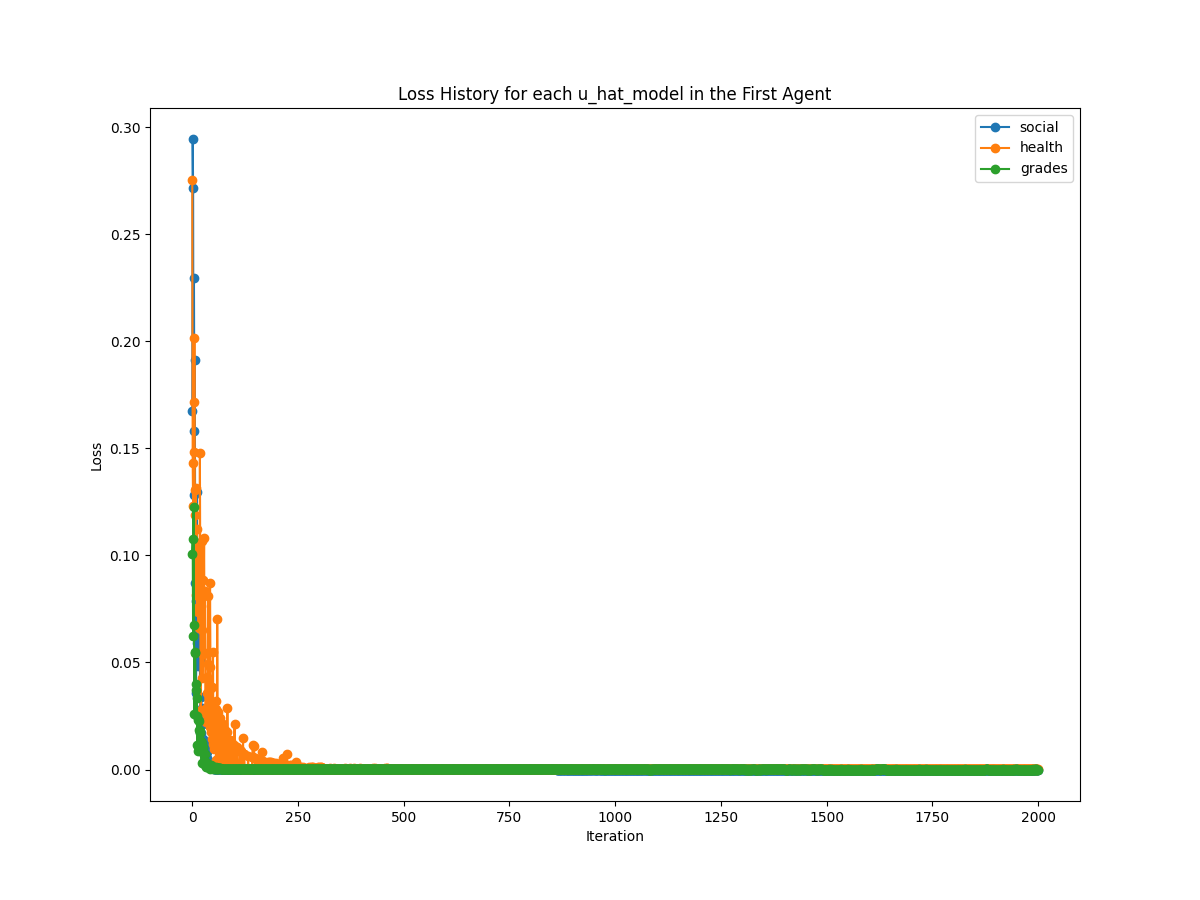 Loss History for each u_hat_model in the First Agent
social
health
grades
0.30
0.25
0.20
0.15
0.10
0.05
0.00
Loss
0 250 500 750 1000 1250 1500 1750 2000
Iteration